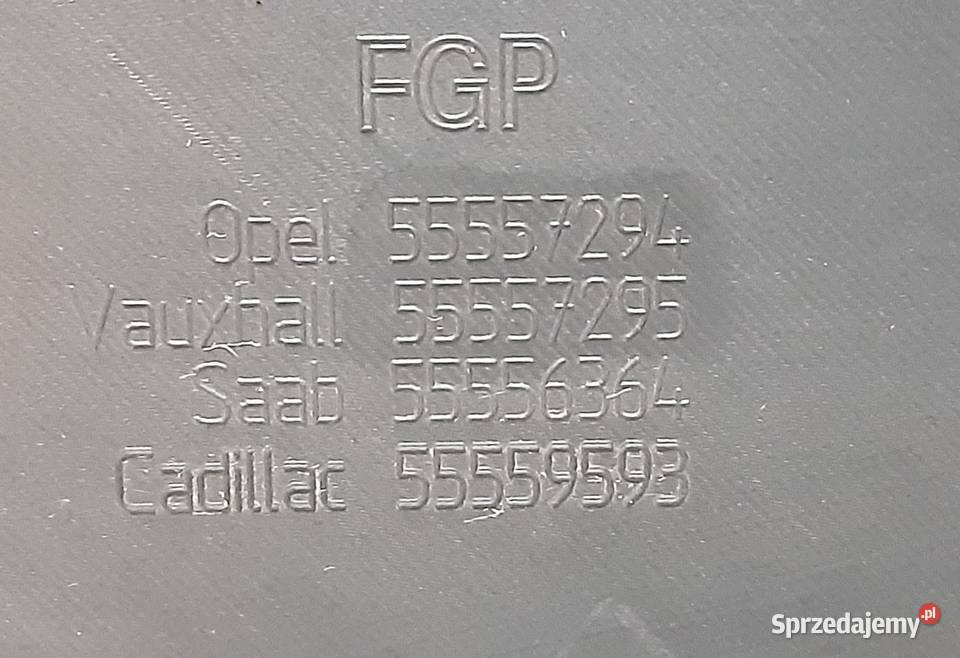 FGP
Opel 55557294
Vauxhall 55557295
Saab 55556364
Cadillac 55559593
Sprzedajemy.pl